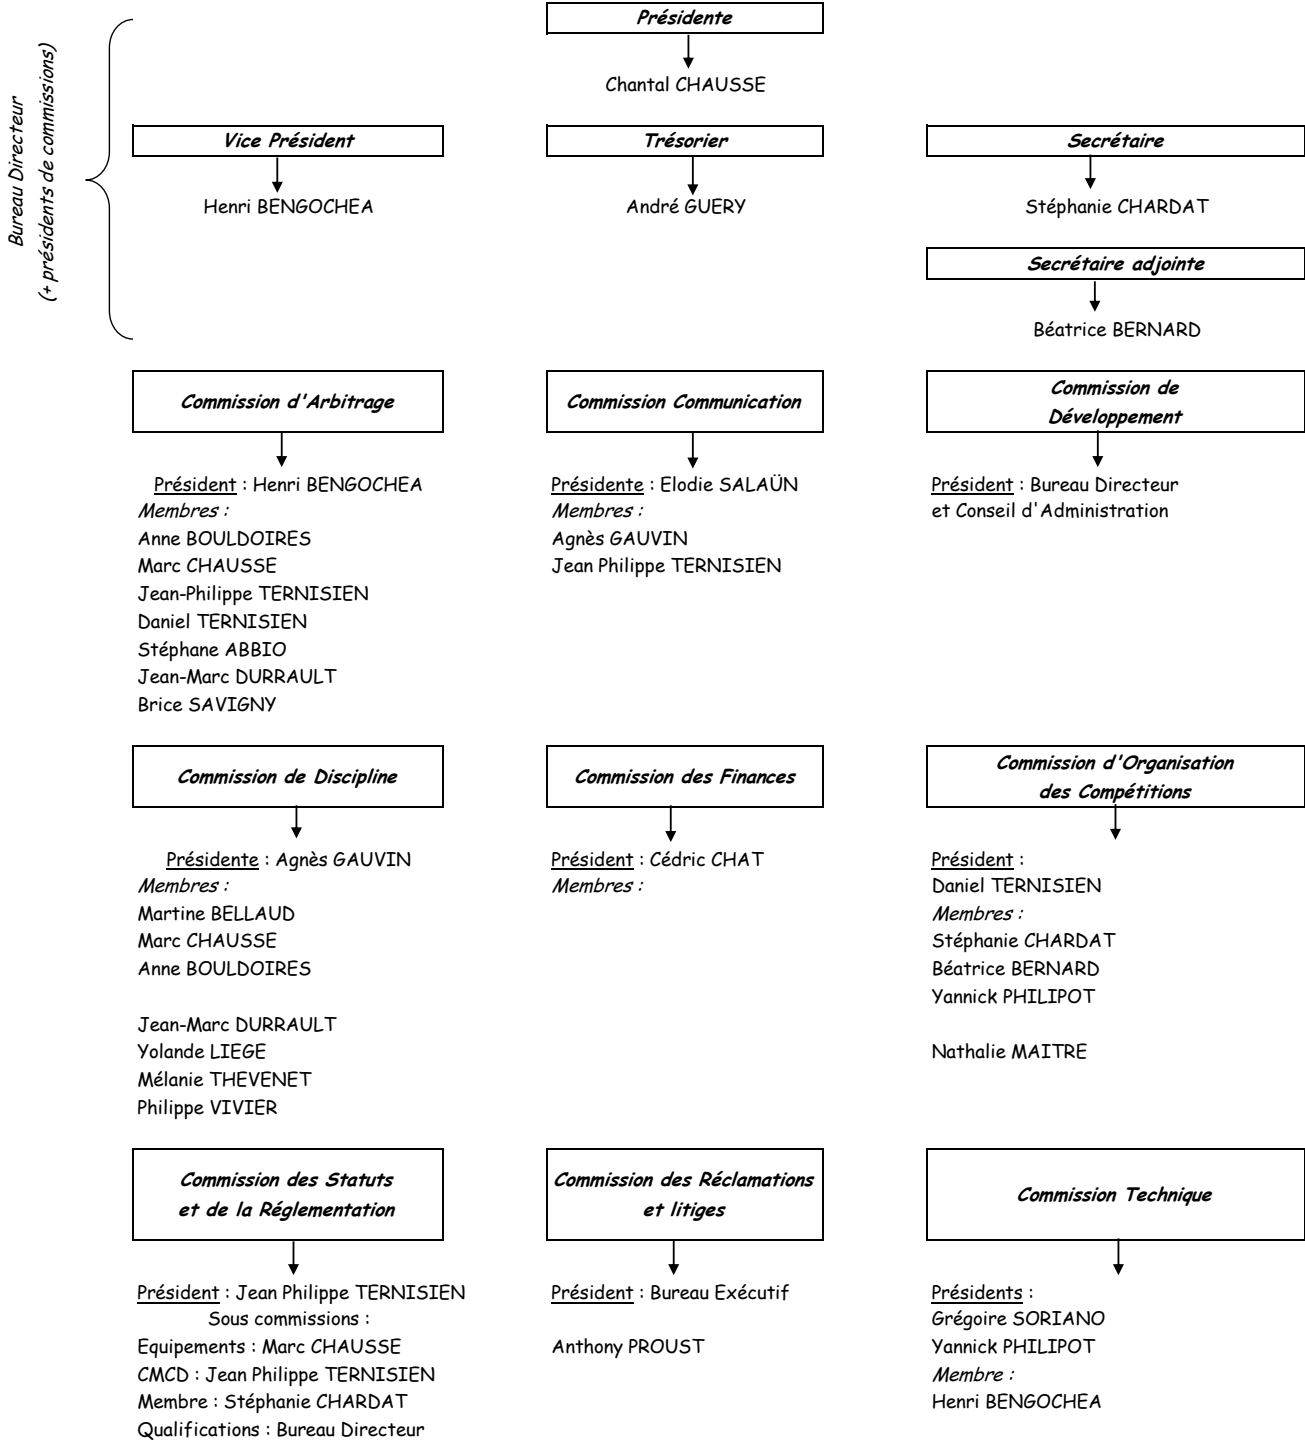 Bureau Directeur
(+ présidents de commissions)
Présidente
Chantal CHAUSSE
Vice Président
Henri BENGOCHEA
Trésorier
André GUERY
Secrétaire
Stéphanie CHARDAT
Secrétaire adjointe
Béatrice BERNARD
Commission d'Arbitrage
Président : Henri BENGOCHEA
Membres :
Anne BOULDOIRES
Marc CHAUSSE
Jean-Philippe TERNISIEN
Daniel TERNISIEN
Stéphane ABBIO
Jean-Marc DURRAULT
Brice SAVIGNY
Commission Communication
Présidente : Elodie SALAÜN
Membres :
Agnès GAUVIN
Jean Philippe TERNISIEN
Commission de
Développement
Président : Bureau Directeur
et Conseil d'Administration
Commission de Discipline
Présidente : Agnès GAUVIN
Membres :
Martine BELLAUD
Marc CHAUSSE
Anne BOULDOIRES
Jean-Marc DURRAULT
Yolande LIEGE
Mélanie THEVENET
Philippe VIVIER
Commission des Finances
Président : Cédric CHAT
Membres :
Commission d'Organisation
des Compétitions
Président :
Daniel TERNISIEN
Membres :
Stéphanie CHARDAT
Béatrice BERNARD
Yannick PHILIPOT
Nathalie MAITRE
Commission des Statuts
et de la Réglementation
Président : Jean Philippe TERNISIEN
Sous commissions :
Equipements : Marc CHAUSSE
CMCD : Jean Philippe TERNISIEN
Membre : Stéphanie CHARDAT
Qualifications : Bureau Directeur
Commission des Réclamations
et litiges
Président : Bureau Exécutif
Anthony PROUST
Commission Technique
Présidents :
Grégoire SORIANO
Yannick PHILIPOT
Membre :
Henri BENGOCHEA